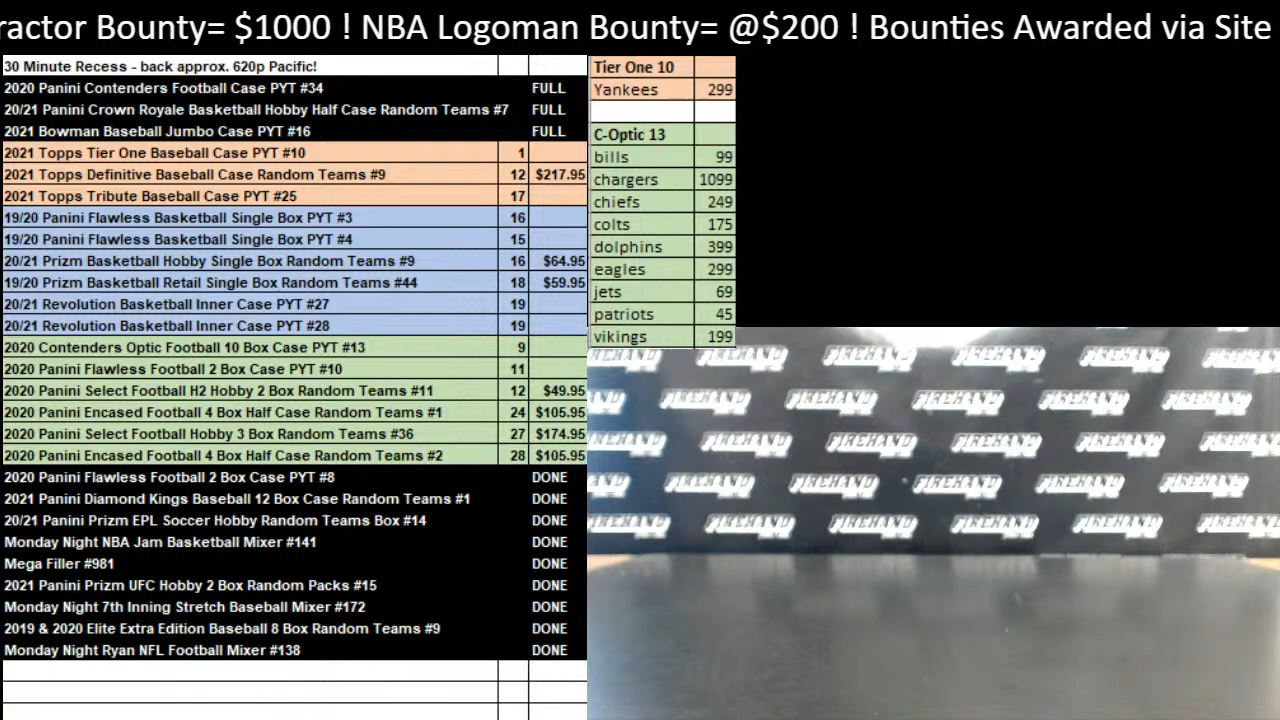 ractor Bounty= $1000 ! NBA Logoman Bounty= @$200 ! Bounties Awarded via Site
30 Minute Recess - back approx. 620p Pacific!
2020 Panini Contenders Football Case PYT #34 FULL
20/21 Panini Crown Royale Basketball Hobby Half Case Random Teams #7 FULL
2021 Bowman Baseball Jumbo Case PYT #16 FULL
2021 Topps Tier One Baseball Case PYT #10 1
2021 Topps Definitive Baseball Case Random Teams #9 12 $217.95
2021 Topps Tribute Baseball Case PYT #25 17
19/20 Panini Flawless Basketball Single Box PYT #3 16
19/20 Panini Flawless Basketball Single Box PYT #4 15
20/21 Prizm Basketball Hobby Single Box Random Teams #9 16 $64.95
19/20 Prizm Basketball Retail Single Box Random Teams #44 18 $59.95
20/21 Revolution Basketball Inner Case PYT #27 19
20/21 Revolution Basketball Inner Case PYT #28 19
2020 Contenders Optic Football 10 Box Case PYT #13 9
2020 Panini Flawless Football 2 Box Case PYT #10 11
2020 Panini Select Football H2 Hobby 2 Box Random Teams #11 12 $49.95
2020 Panini Encased Football 4 Box Half Case Random Teams #1 24 $105.95
2020 Panini Select Football Hobby 3 Box Random Teams #36 27 $174.95
2020 Panini Encased Football 4 Box Half Case Random Teams #2 28 $105.95
2020 Panini Flawless Football 2 Box Case PYT #8 DONE
2021 Panini Diamond Kings Baseball 12 Box Case Random Teams #1 DONE
20/21 Panini Prizm EPL Soccer Hobby Random Teams Box #14 DONE
Monday Night NBA Jam Basketball Mixer #141 DONE
Mega Filler #981 DONE
2021 Panini Prizm UFC Hobby 2 Box Random Packs #15 DONE
Monday Night 7th Inning Stretch Baseball Mixer #172 DONE
2019 & 2020 Elite Extra Edition Baseball 8 Box Random Teams #9 DONE
Monday Night Ryan NFL Football Mixer #138 DONE
Tier One 10
Yankees 299
C-Optic 13
bills 99
chargers 1099
chiefs 249
colts 175
dolphins 399
eagles 299
jets 69
patriots 45
vikings 199